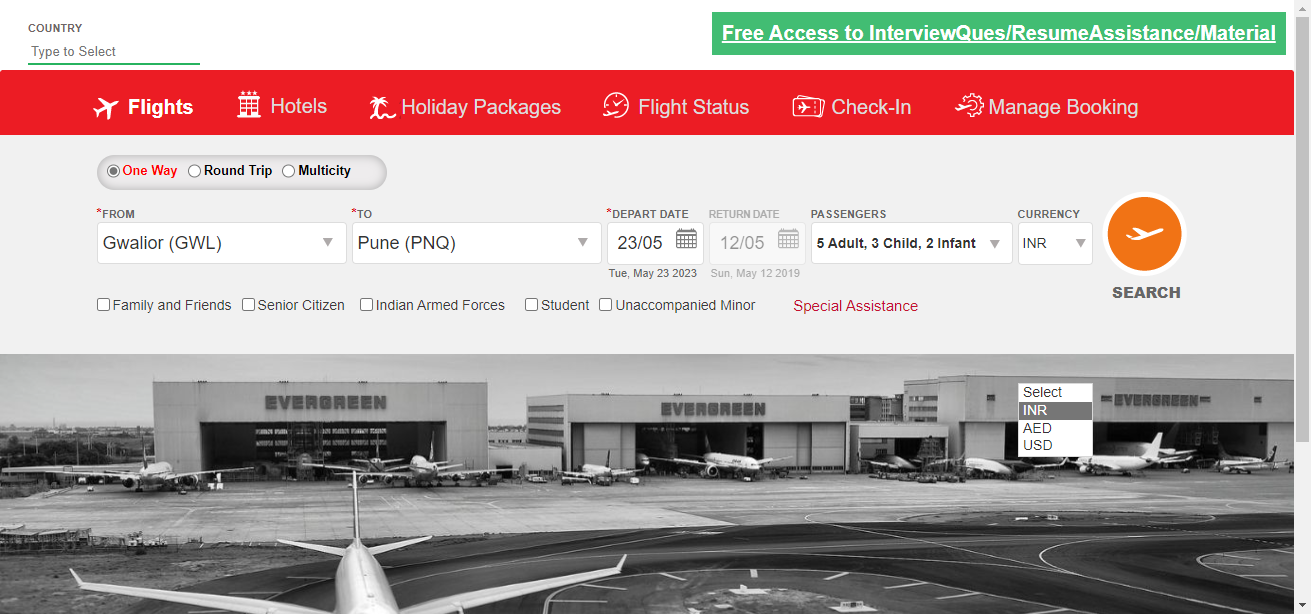 COUNTRY
Type to Select
Free Access to InterviewQues/ResumeAssistance/Material
Flights
Hotels
Holiday Packages
Flight Status
Check-In
Manage Booking
One Way
Round Trip
Multicity
*FROM
Gwalior (GWL)
*TO
Pune (PNQ)
*DEPART DATE
23/05
Tue, May 23 2023
RETURN DATE
12/05
Sun, May 12 2019
PASSENGERS
5 Adult, 3 Child, 2 Infant
CURRENCY
INR
SEARCH
Family and Friends
Senior Citizen
Indian Armed Forces
Student
Unaccompanied Minor
Special Assistance
EVERGREEN
EVERGREEN
EVERGREEN
Select
INR
AED
USD